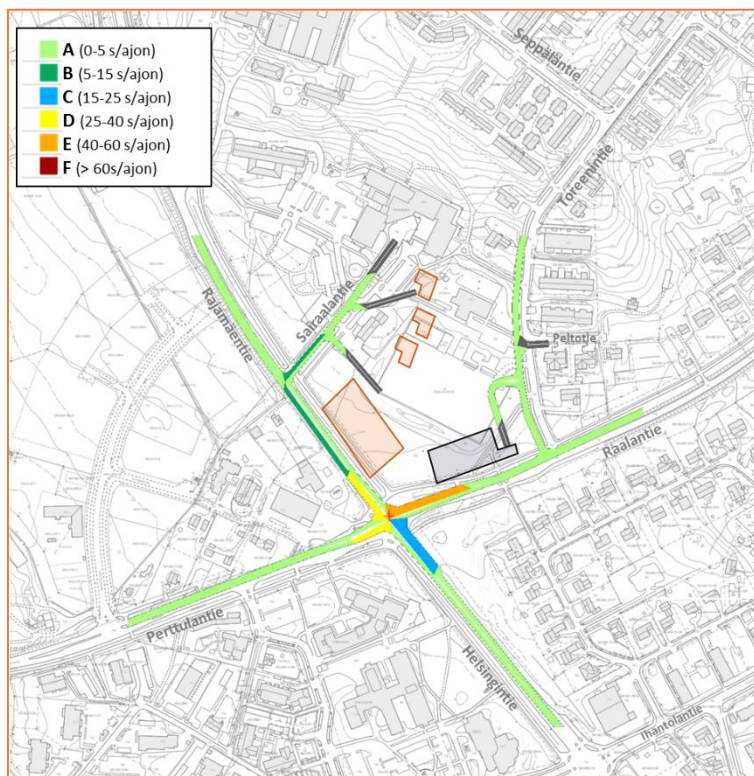 A (0-5 s/ajon)
B (5-15 s/ajon)
C (15-25 s/ajon)
D (25-40 s/ajon)
E (40-60 s/ajon)
F (> 60s/ajon)
Seppäläntie
Toreenintie
Rajamäentie
Sairaalantie
Peltotie
Raalantie
Perttulantie
Helsingintie
Ihantolantie